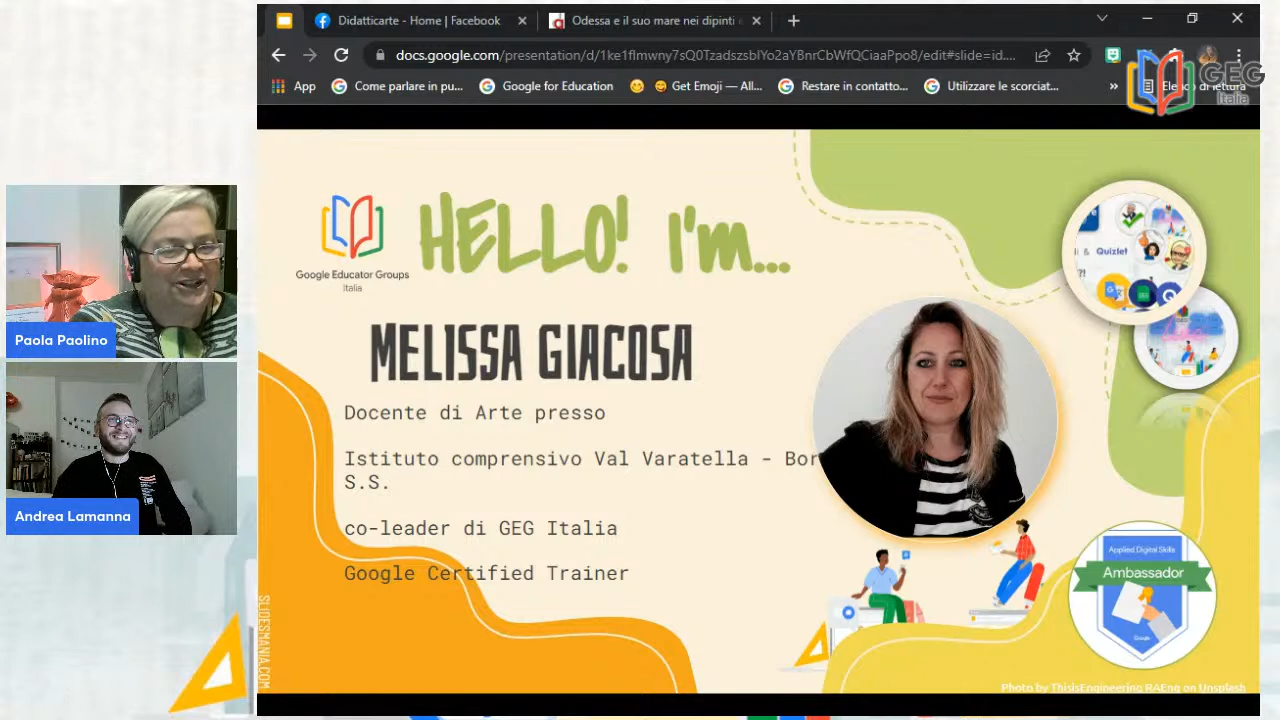 Didatticarte - Home | Facebook
Odessa e il suo mare nei dipinti
docs.google.com/presentation/d/1ke1flmwny7sQ0TzadszsblYo2aYBnrCbWfQCiaaPpo8/edit#slide=id....
App
Come parlare in pu...
Google for Education
Get Emoji — All...
Restare in contatto...
Utilizzare le scorciat...
»
Elenco di lettura
GEG
Italia
HELLO! I'm...
Google Educator Groups
Italia
Quizlet
MELISSA GIACOSA
Paola Paolino
Docente di Arte presso
Istituto comprensivo Val Varatella - Bor
S.S.
Andrea Lamanna
co-leader di GEG Italia
Google Certified Trainer
Applied Digital Skills
Ambassador
Google
SLIDESMANIA.COM
Photo by ThisIsEngineering RAEng on Unsplash